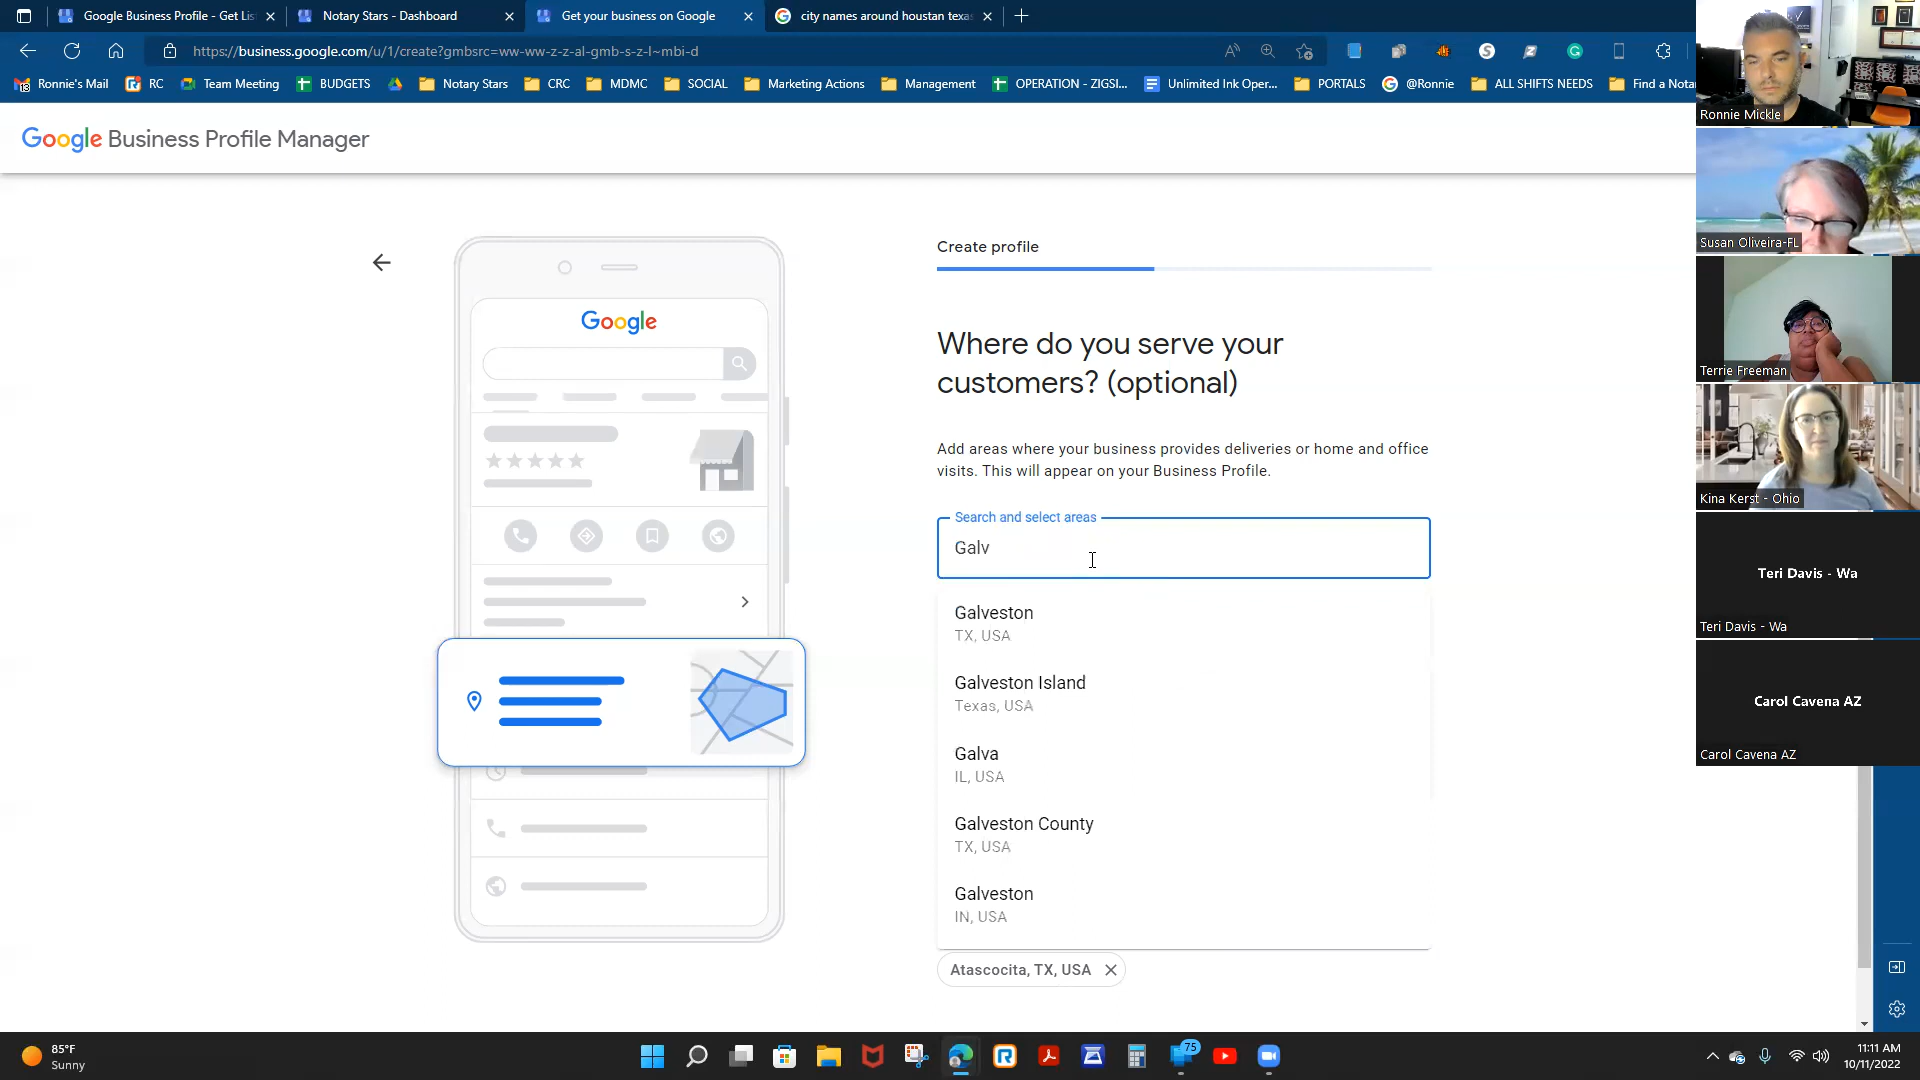 Google Business Profile - Get Lis
Notary Stars - Dashboard
Get your business on Google
city names around houstan texas
https://business.google.com/u/1/create?gmbsrc=ww-ww-z-z-al-gmb-s-z-l~mbi-d
Ronnie's Mail
RC
Team Meeting
BUDGETS
Notary Stars
CRC
MDMC
SOCIAL
Marketing Actions
Management
OPERATION - ZIGSI...
Unlimited Ink Oper...
PORTALS
@Ronnie
ALL SHIFTS NEEDS
Find a Nota
Google Business Profile Manager
Google
Create profile
Where do you serve your
customers? (optional)
Add areas where your business provides deliveries or home and office
visits. This will appear on your Business Profile.
Search and select areas
Galv
Galveston
TX, USA
Galveston Island
Texas, USA
Galva
IL, USA
Galveston County
TX, USA
Galveston
IN, USA
Atascocita, TX, USA
Ronnie Mickle
Susan Oliveira-FL
Terrie Freeman
Kina Kerst - Ohio
Teri Davis - Wa
Teri Davis - Wa
Carol Cavena AZ
Carol Cavena AZ
85°F
Sunny
75
11:11 AM
10/11/2022